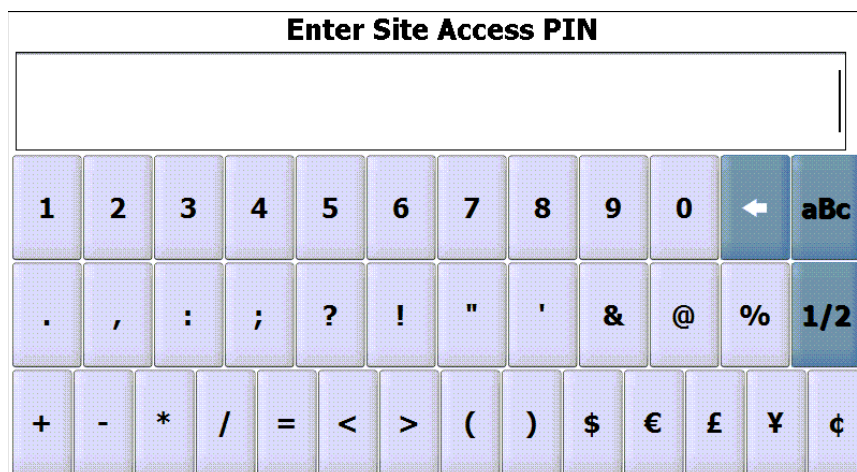 Enter Site Access PIN
1 2 3 4 5 6 7 8 9 0 aBc
. , : ; ? ! " ' & @ % 1/2
+ - * / = < > ( ) $ € £ ¥ ¢